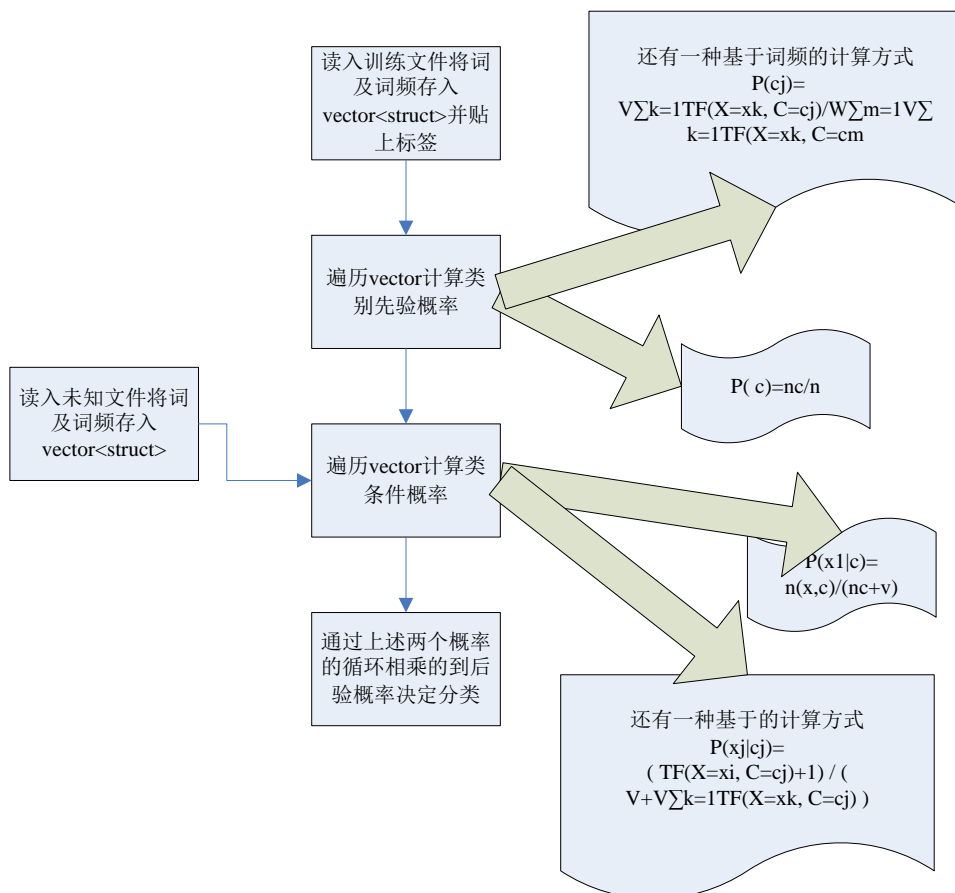 读入训练文件将词
及词频存入
vector<struct>并贴
上标签
还有一种基于词频的计算方式
P(cj)=
V∑k=1TF(X=xk, C=cj)/W∑m=1V∑
k=1TF(X=xk, C=cm
遍历vector计算类
别先验概率
P( c)=nc/n
读入未知文件将词
及词频存入
vector<struct>
遍历vector计算类
条件概率
P(x1|c)=
n(x,c)/(nc+v)
通过上述两个概率
的循环相乘的到后
验概率决定分类
还有一种基于的计算方式
P(xj|cj)=
( TF(X=xi, C=cj)+1) / (
V+V∑k=1TF(X=xk, C=cj) )